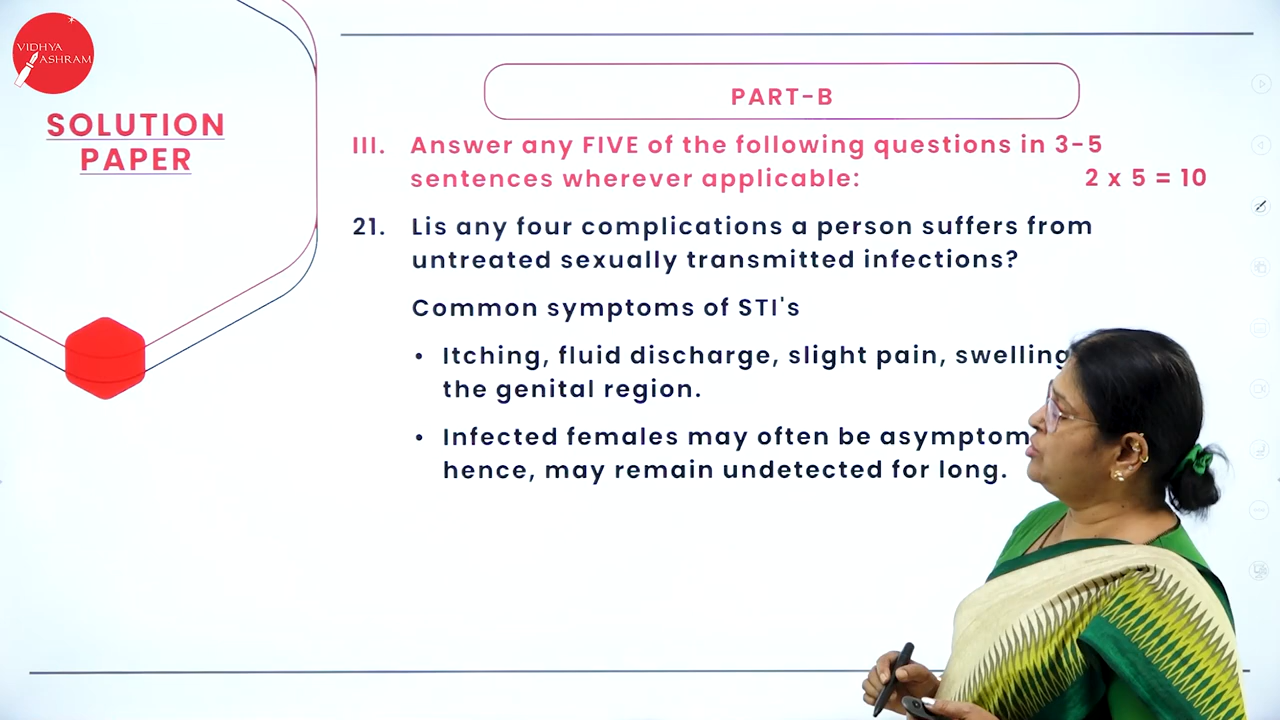 VIDHYA
ASHRAM
SOLUTION
PAPER
PART-B
III. Answer any FIVE of the following questions in 3-5
sentences wherever applicable: 2 x 5 = 10
21. Lis any four complications a person suffers from
untreated sexually transmitted infections?
Common symptoms of STI's
• Itching, fluid discharge, slight pain, swelling
the genital region.
• Infected females may often be
hence, may remain undetected for long.